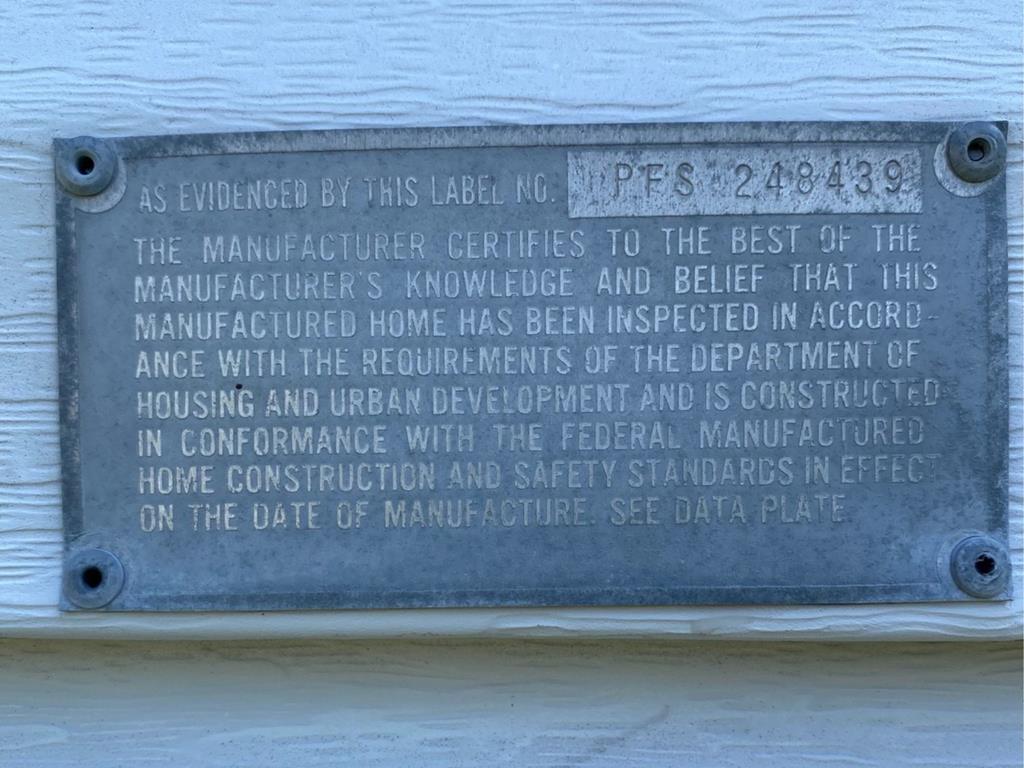 AS EVIDENCED BY THIS LABEL NO. PFS 248439
THE MANUFACTURER CERTIFIES TO THE BEST OF THE
MANUFACTURER'S KNOWLEDGE AND BELIEF THAT THIS
MANUFACTURED HOME HAS BEEN INSPECTED IN ACCORD-
ANCE WITH THE REQUIREMENTS OF THE DEPARTMENT OF
HOUSING AND URBAN DEVELOPMENT AND IS CONSTRUCTED
IN CONFORMANCE WITH THE FEDERAL MANUFACTURED
HOME CONSTRUCTION AND SAFETY STANDARDS IN EFFECT
ON THE DATE OF MANUFACTURE. SEE DATA PLATE